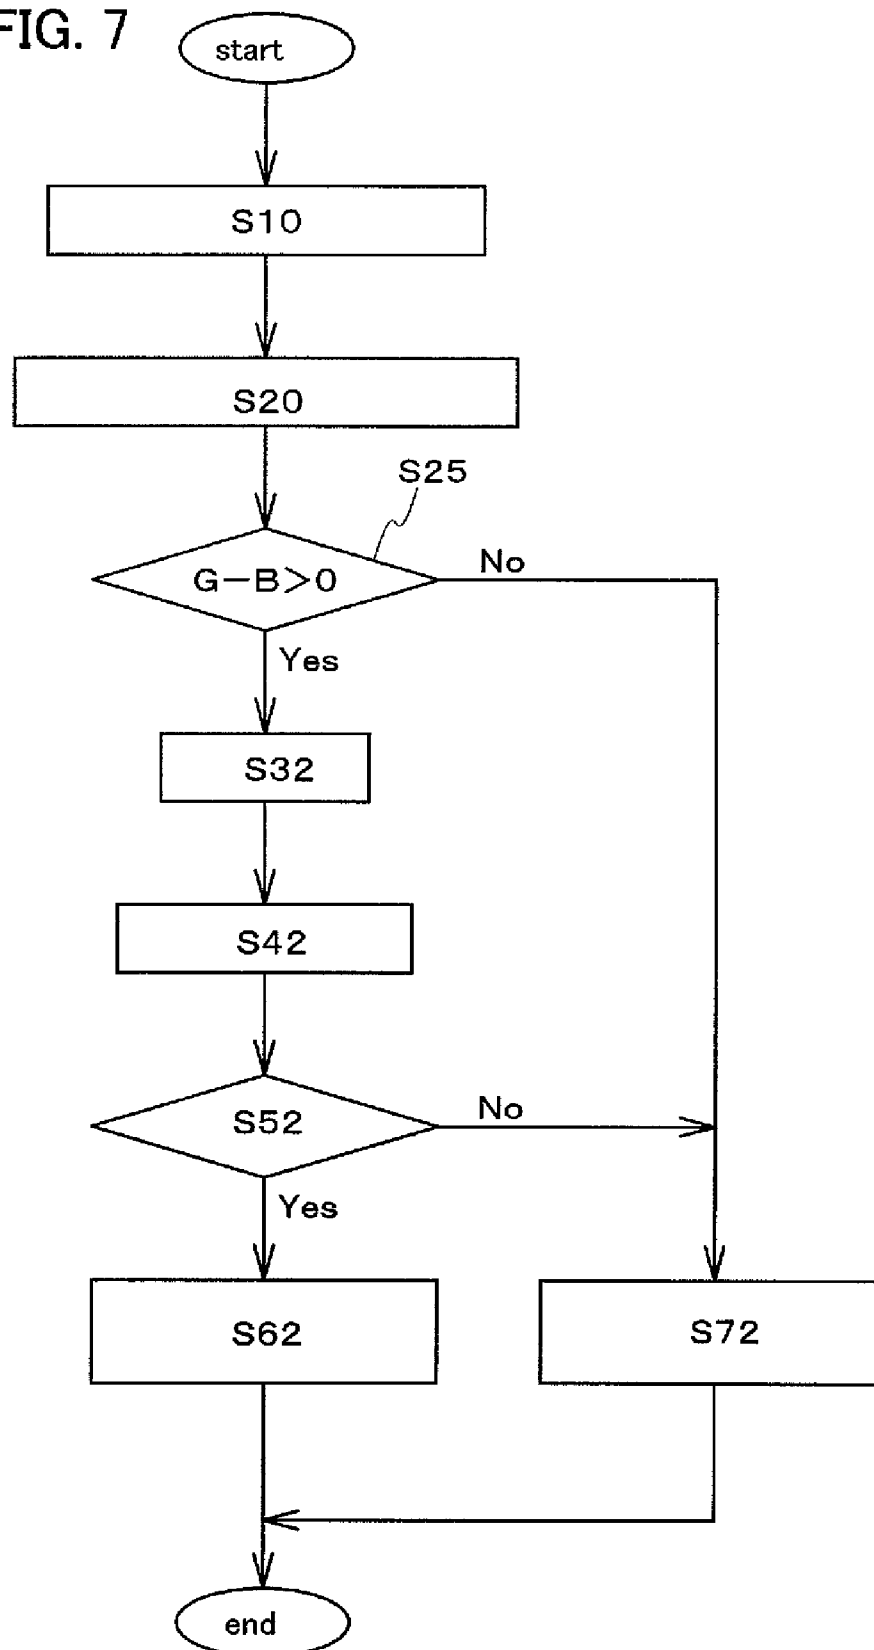 FIG. 7
start
S10
S20
S25
G−B>0
No
Yes
S32
S42
S52
No
Yes
S62
S72
end